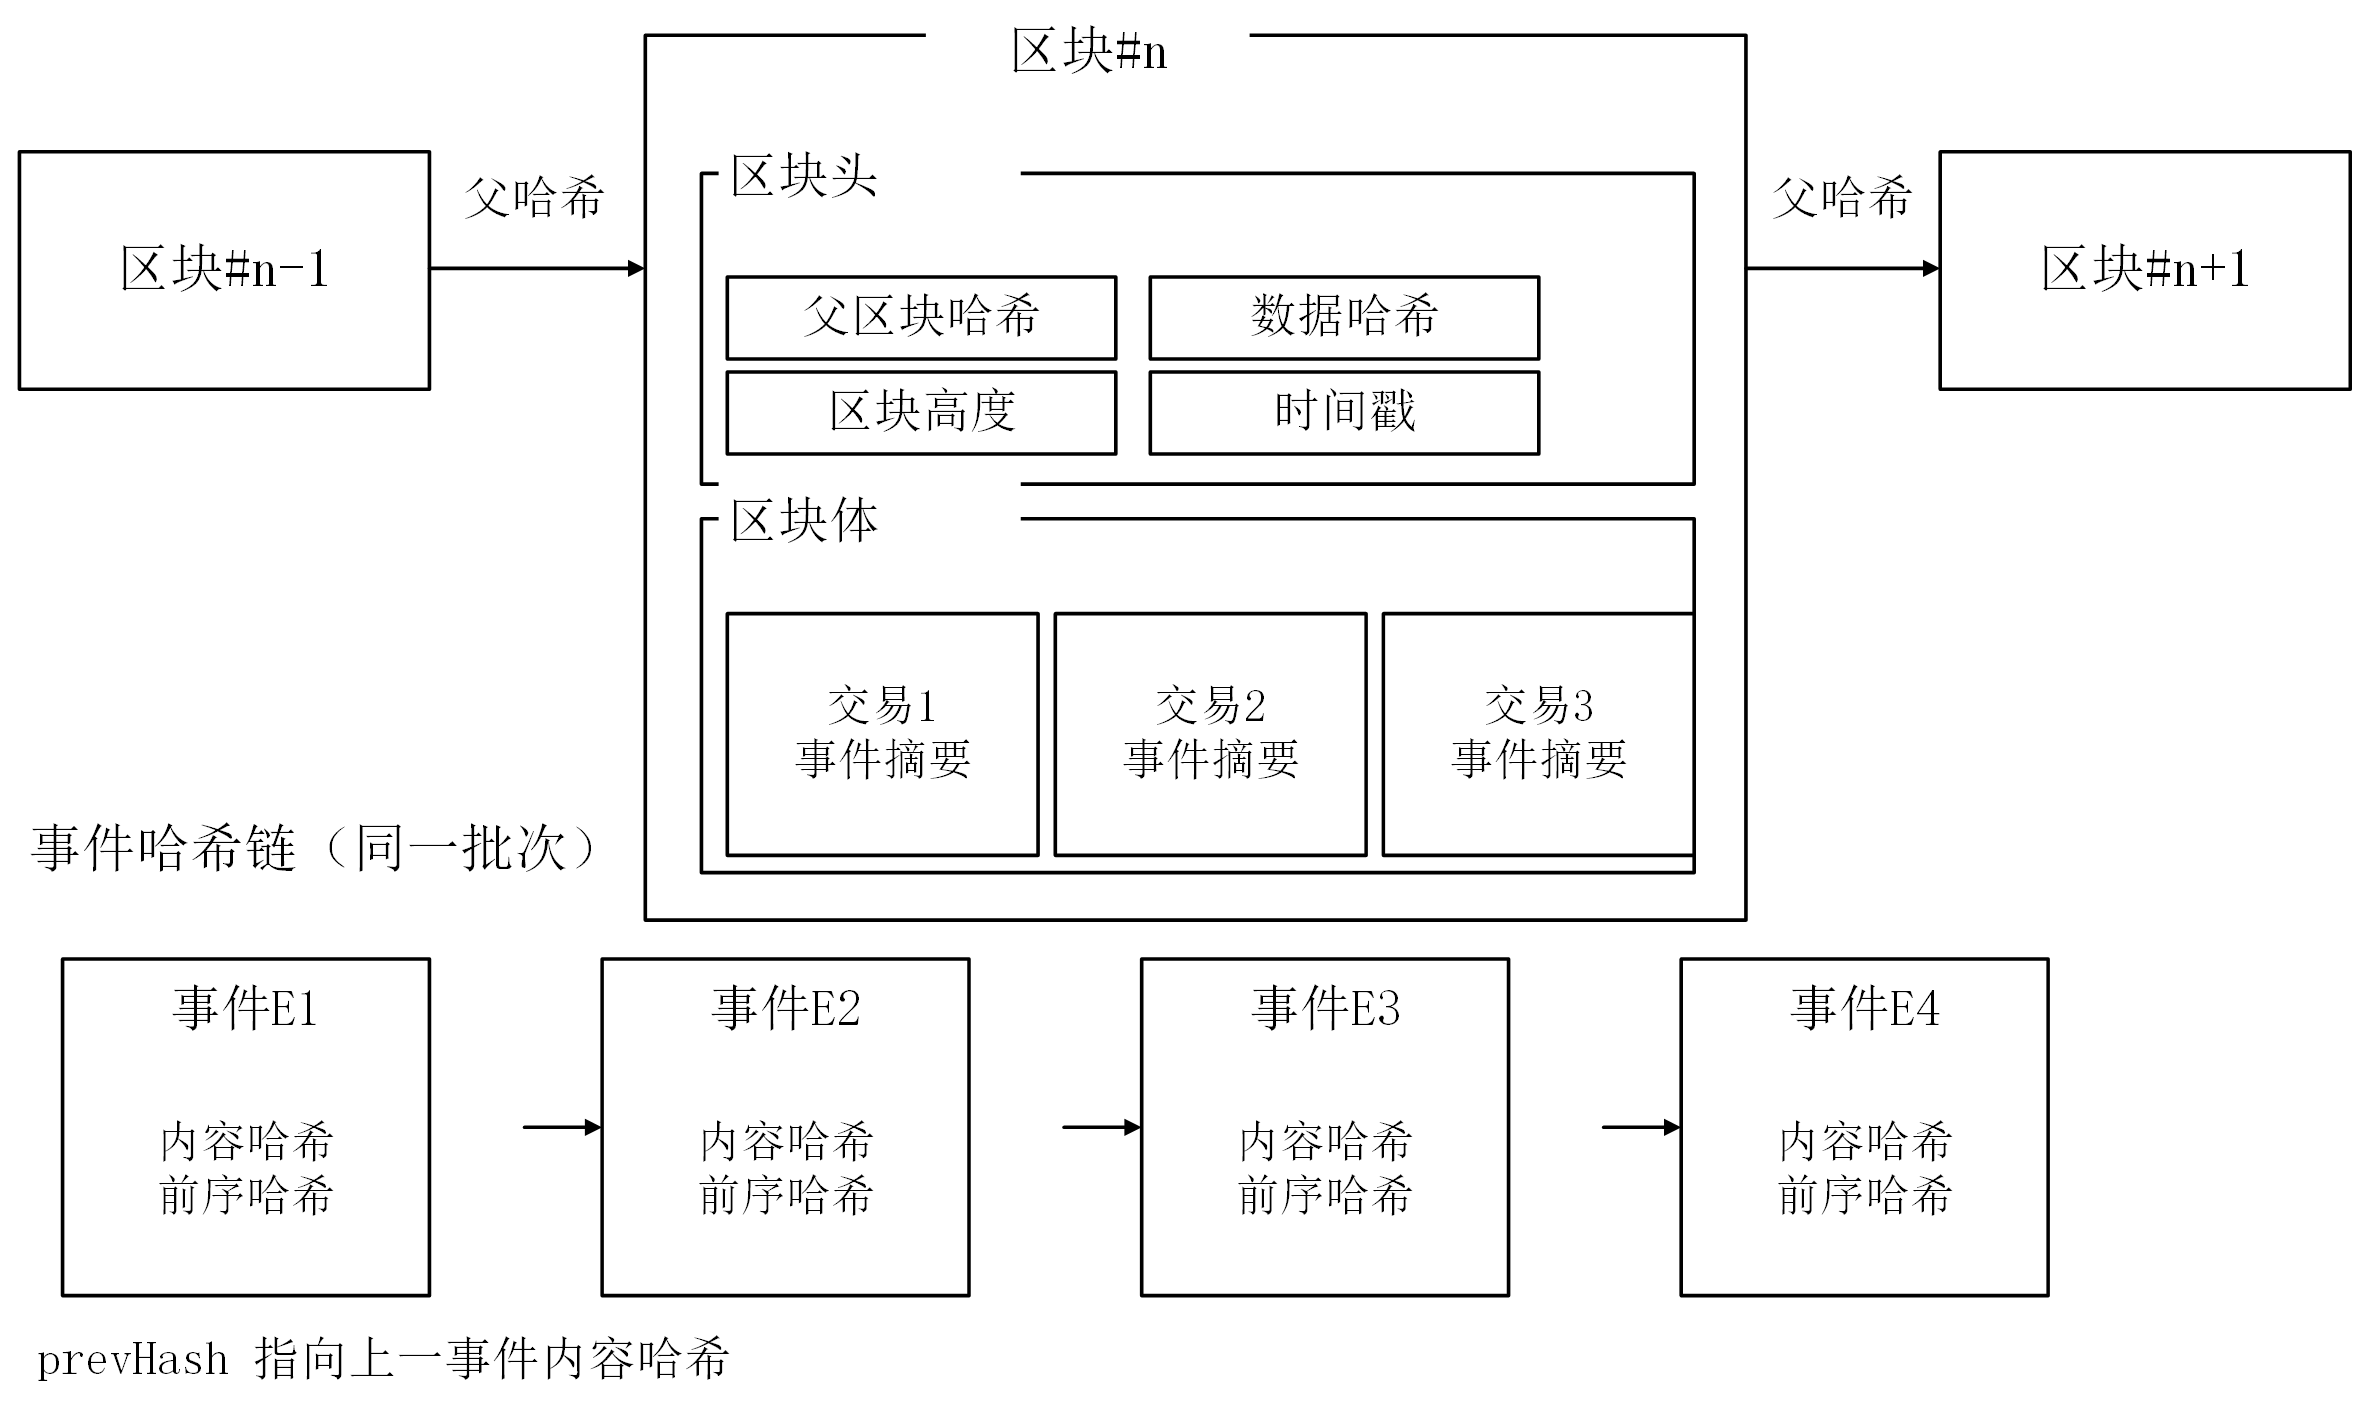 区块#n
区块#n-1
父哈希
区块头
父区块哈希
数据哈希
区块高度
时间戳
父哈希
区块#n+1
区块体
交易1
事件摘要
交易2
事件摘要
交易3
事件摘要
事件哈希链（同一批次）
事件E1
内容哈希
前序哈希
事件E2
内容哈希
前序哈希
事件E3
内容哈希
前序哈希
事件E4
内容哈希
前序哈希
prevHash 指向上一事件内容哈希